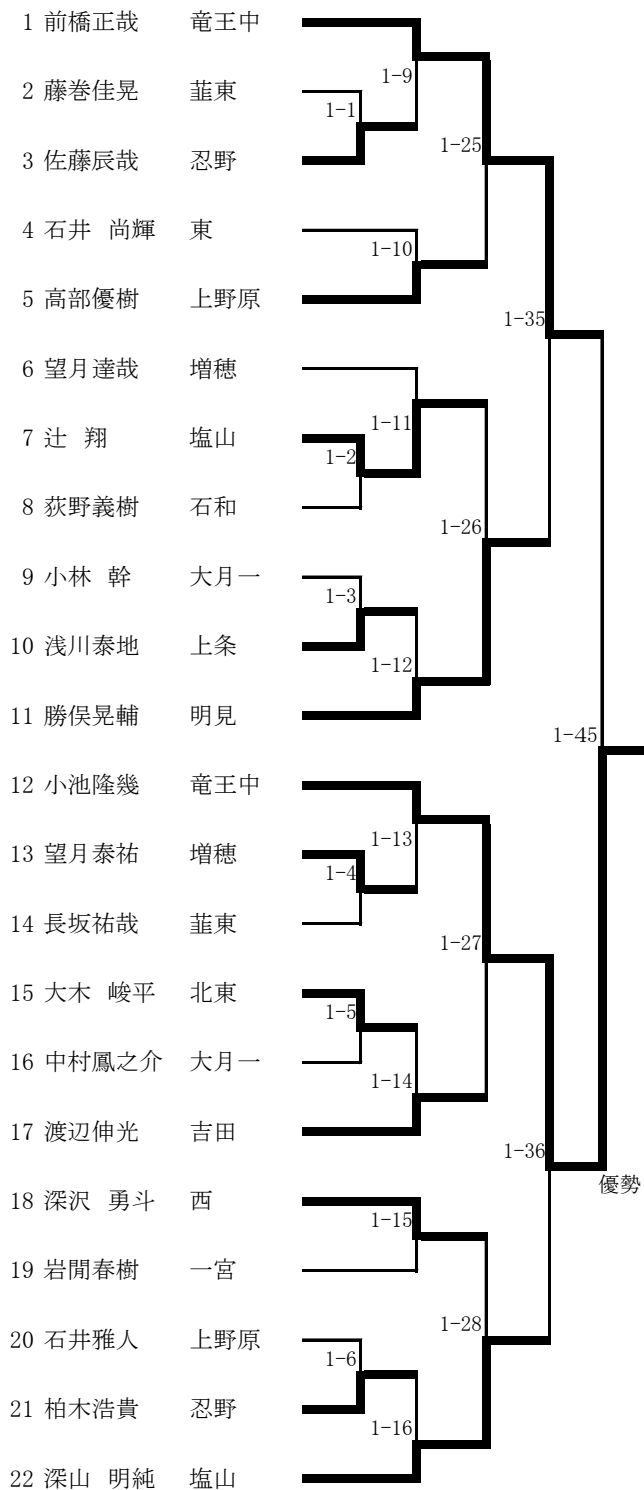 1 前橋正哉 竜王中
1-9
2 藤巻佳晃 韮東
1-1
1-25
3 佐藤辰哉 忍野
4 石井 尚輝 東
1-10
5 高部優樹 上野原
1-35
6 望月達哉 増穂
1-11
7 辻 翔 塩山
1-2
8 荻野義樹 石和
1-26
9 小林 幹 大月一
1-3
10 浅川泰地 上条
1-12
11 勝俣晃輔 明見
1-45
12 小池隆幾 竜王中
1-13
13 望月泰祐 増穂
1-4
14 長坂祐哉 韮東
1-27
15 大木 峻平 北東
1-5
16 中村鳳之介 大月一
1-14
17 渡辺伸光 吉田
1-36
優勢
18 深沢 勇斗 西
1-15
19 岩間春樹 一宮
1-28
20 石井雅人 上野原
1-6
21 柏木浩貴 忍野
1-16
22 深山 明純 塩山